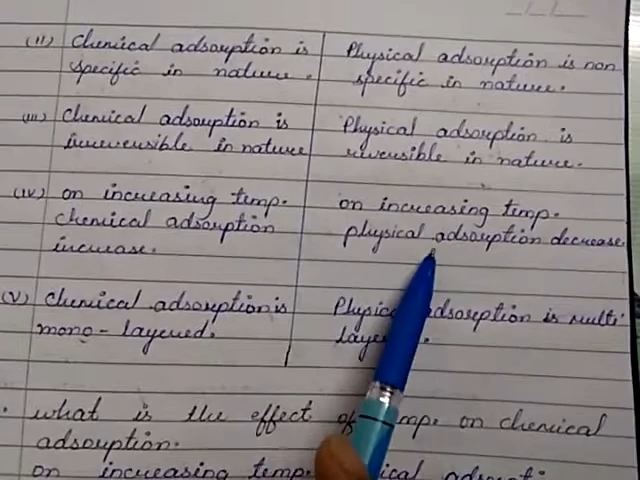 (ii) Chemical adsorption is
specific in nature.
Physical adsorption is non
specific in nature.
(iii) Chemical adsorption is
irreversible in nature
Physical adsorption is
reversible in nature.
(iv) on increasing temp.
chemical adsorption
increase.
on increasing temp.
physical adsorption decrease.
(v) Chemical adsorption is
mono-layered.
adsorption is multi
what is the effect of on chemical
adsorption.
on increasing temp.